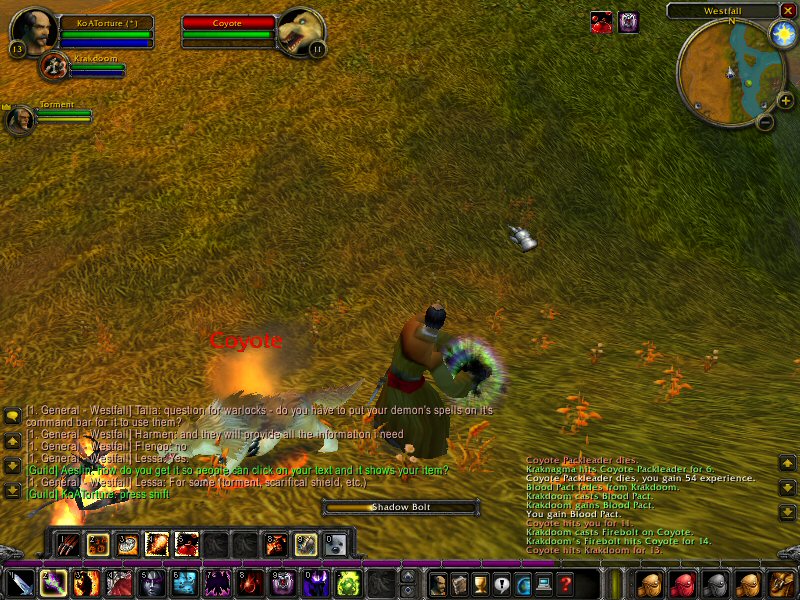 KoATorture (*)
Coyote
Westfall
N
13
11
Krakdoom
Torment
Coyote
[1. General - Westfall] Talia: question for warlocks - do you have to put your demon's spells on it's
command bar for it to use them?
[1. General - Westfall] Harmen: and they will provide all the information I need
[1. General - Westfall] Flenoo: no
[1. General - Westfall] Lessa: Yes.
[Guild] Aeslin: how do you get it so people can click on your text and it shows your item?
[1. General - Westfall] Lessa: For some (torment, scarifical shield, etc.)
[Guild] KoATorture: press shift
Shadow Bolt
Coyote Packleader dies.
Kraknagma hits Coyote Packleader for 6.
Coyote Packleader dies, you gain 54 experience.
Blood Pact fades from Krakdoom.
Krakdoom casts Blood Pact.
Krakdoom gains Blood Pact.
You gain Blood Pact.
Coyote hits you for 11.
Krakdoom casts Firebolt on Coyote.
Krakdoom's Firebolt hits Coyote for 14.
Coyote hits Krakdoom for 13.